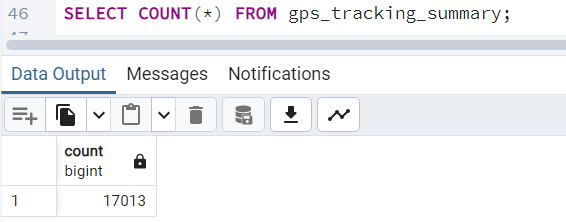 46 SELECT COUNT(*) FROM gps_tracking_summary;
Data Output Messages Notifications
count
bigint
1 17013